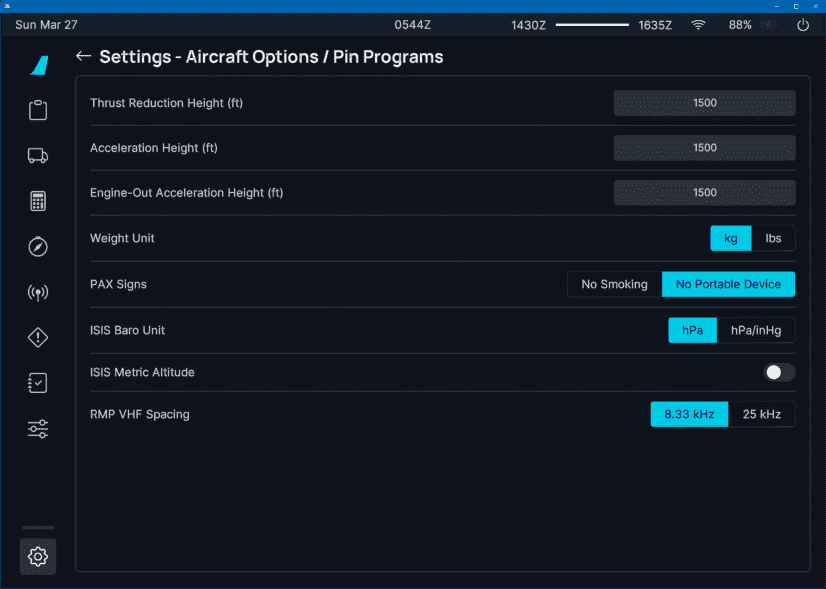 Sun Mar 27 0544Z 1430Z 1635Z 88%
Settings - Aircraft Options / Pin Programs
Thrust Reduction Height (ft) 1500
Acceleration Height (ft) 1500
Engine-Out Acceleration Height (ft) 1500
Weight Unit kg lbs
PAX Signs No Smoking No Portable Device
ISIS Baro Unit hPa hPa/inHg
ISIS Metric Altitude
RMP VHF Spacing 8.33 kHz 25 kHz